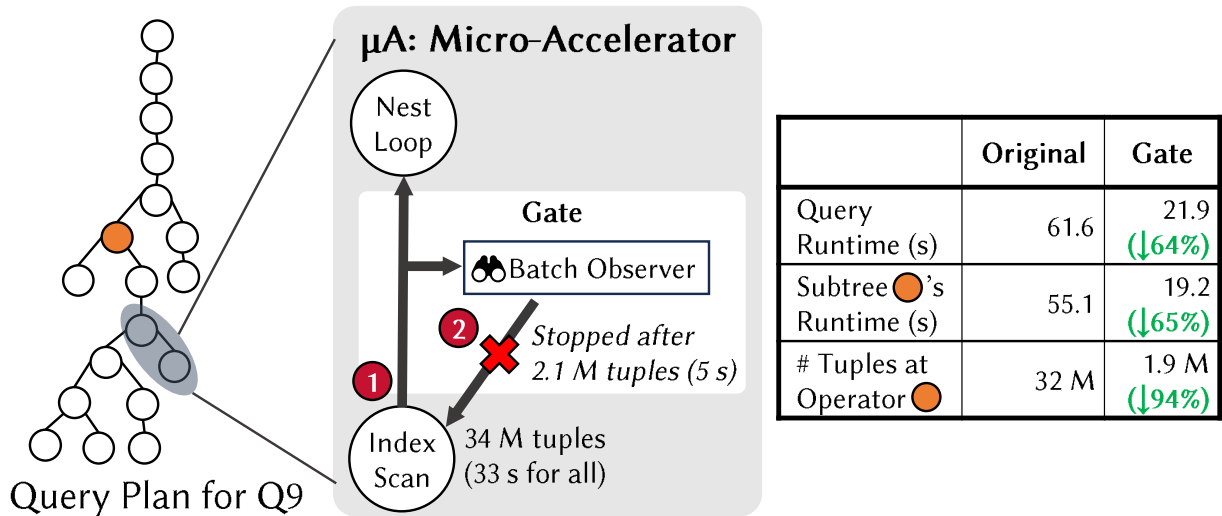 μA: Micro-Accelerator
Nest
Loop
Gate
Batch Observer
2
Stopped after
2.1 M tuples (5 s)
1
Index
Scan
34 M tuples
(33 s for all)
Query Plan for Q9
Original Gate
Query
Runtime (s)
61.6
21.9
(↓64%)
Subtree 's
Runtime (s)
55.1
19.2
(↓65%)
# Tuples at
Operator
32 M
1.9 M
(↓94%)